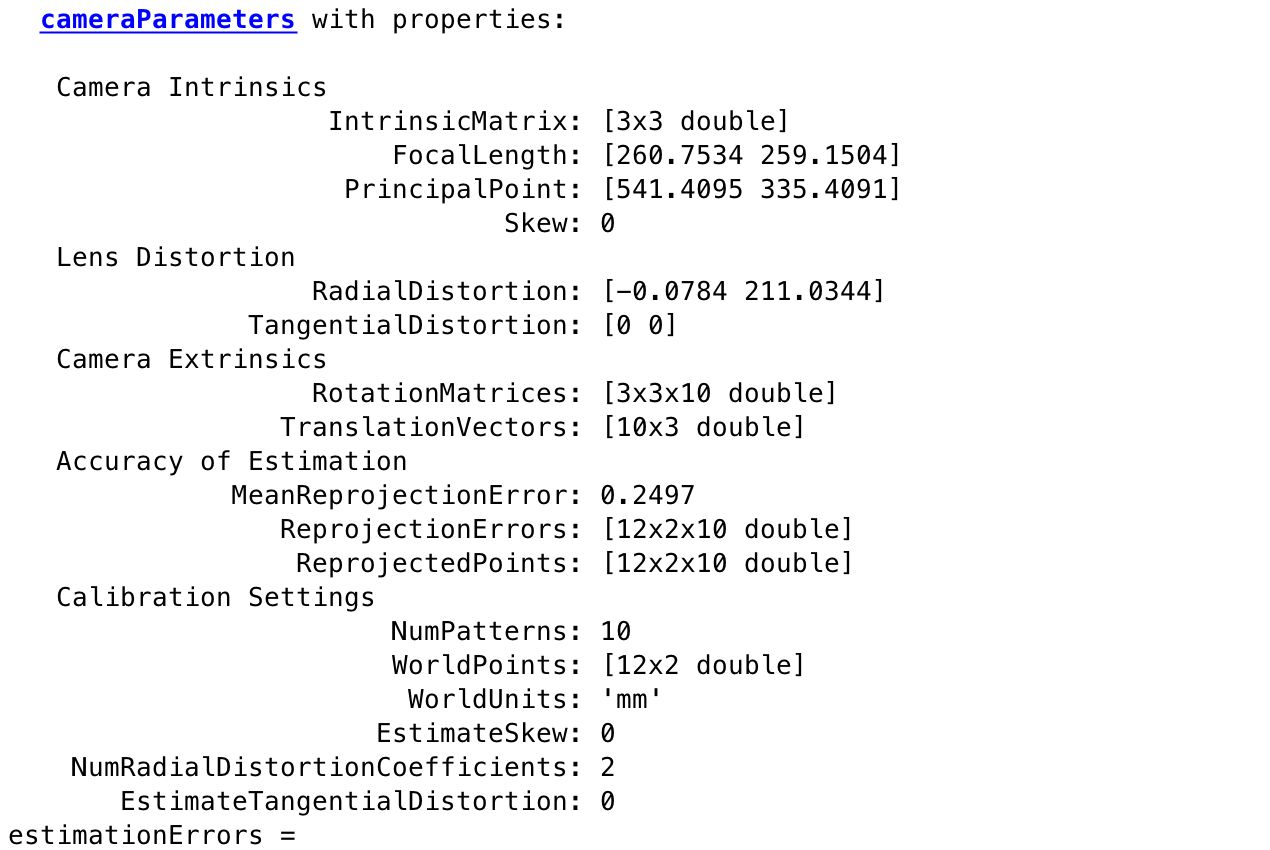 cameraParameters with properties:
Camera Intrinsics
IntrinsicMatrix: [3x3 double]
FocalLength: [260.7534 259.1504]
PrincipalPoint: [541.4095 335.4091]
Skew: 0
Lens Distortion
RadialDistortion: [-0.0784 211.0344]
TangentialDistortion: [0 0]
Camera Extrinsics
RotationMatrices: [3x3x10 double]
TranslationVectors: [10x3 double]
Accuracy of Estimation
MeanReprojectionError: 0.2497
ReprojectionErrors: [12x2x10 double]
ReprojectedPoints: [12x2x10 double]
Calibration Settings
NumPatterns: 10
WorldPoints: [12x2 double]
WorldUnits: 'mm'
EstimateSkew: 0
NumRadialDistortionCoefficients: 2
EstimateTangentialDistortion: 0
estimationErrors =